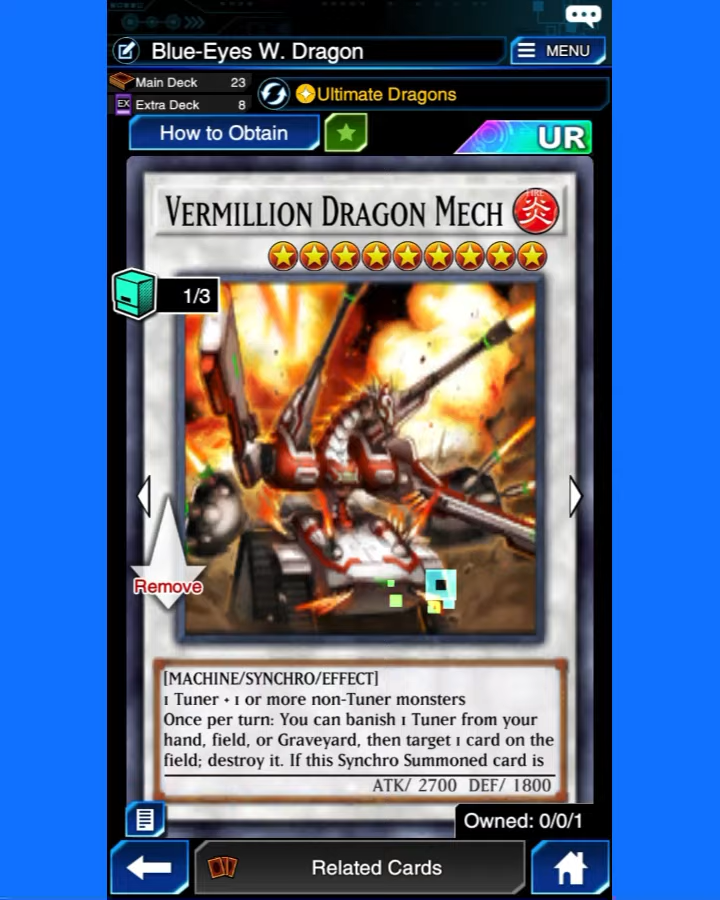 Blue-Eyes W. Dragon
MENU
Main Deck 23
EX Extra Deck 8
Ultimate Dragons
How to Obtain
UR
VERMILLION DRAGON MECH
FIRE
炎
1/3
Remove
[MACHINE/SYNCHRO/EFFECT]
1 Tuner + 1 or more non-Tuner monsters
Once per turn: You can banish 1 Tuner from your
hand, field, or Graveyard, then target 1 card on the
field; destroy it. If this Synchro Summoned card is
ATK/ 2700 DEF/ 1800
Owned: 0/0/1
Related Cards